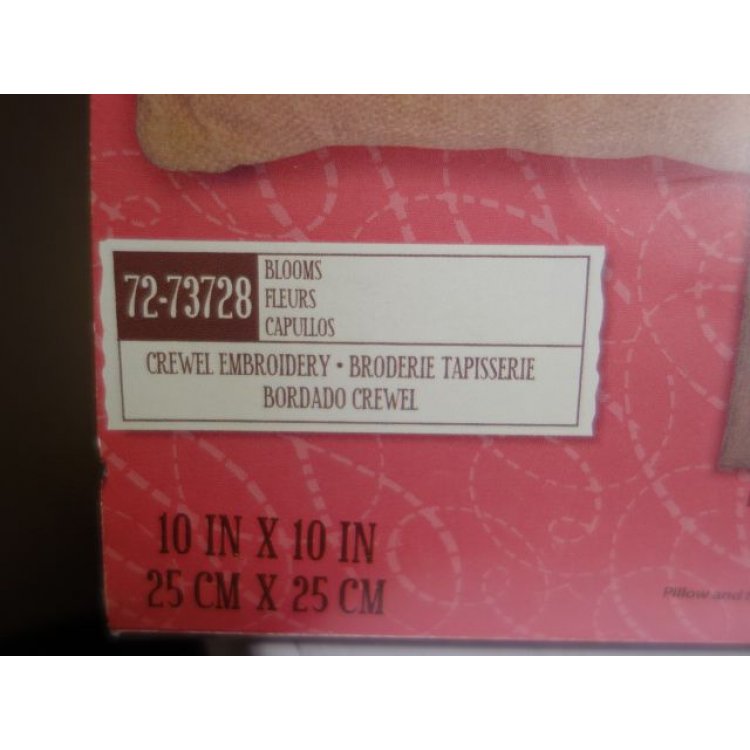 72-73728
BLOOMS
FLEURS
CAPULLOS
CREWEL EMBROIDERY • BRODERIE TAPISSERIE
BORDADO CREWEL
10 IN X 10 IN
25 CM X 25 CM
Pillow and